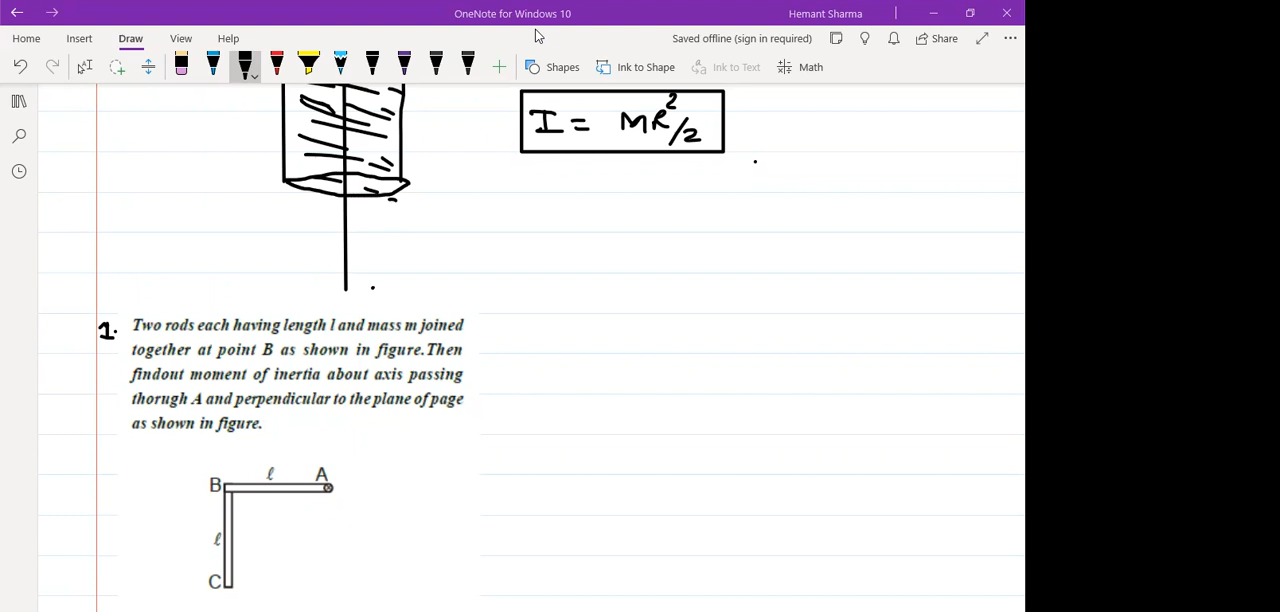 OneNote for Windows 10
Hemant Sharma
Home Insert Draw View Help
Saved offline (sign in required)
Share
Shapes
Ink to Shape
Ink to Text
Math
I = MR²/2
1. Two rods each having length l and mass m joined
together at point B as shown in figure.Then
findout moment of inertia about axis passing
thorugh A and perpendicular to the plane of page
as shown in figure.
ℓ A
B
ℓ
C